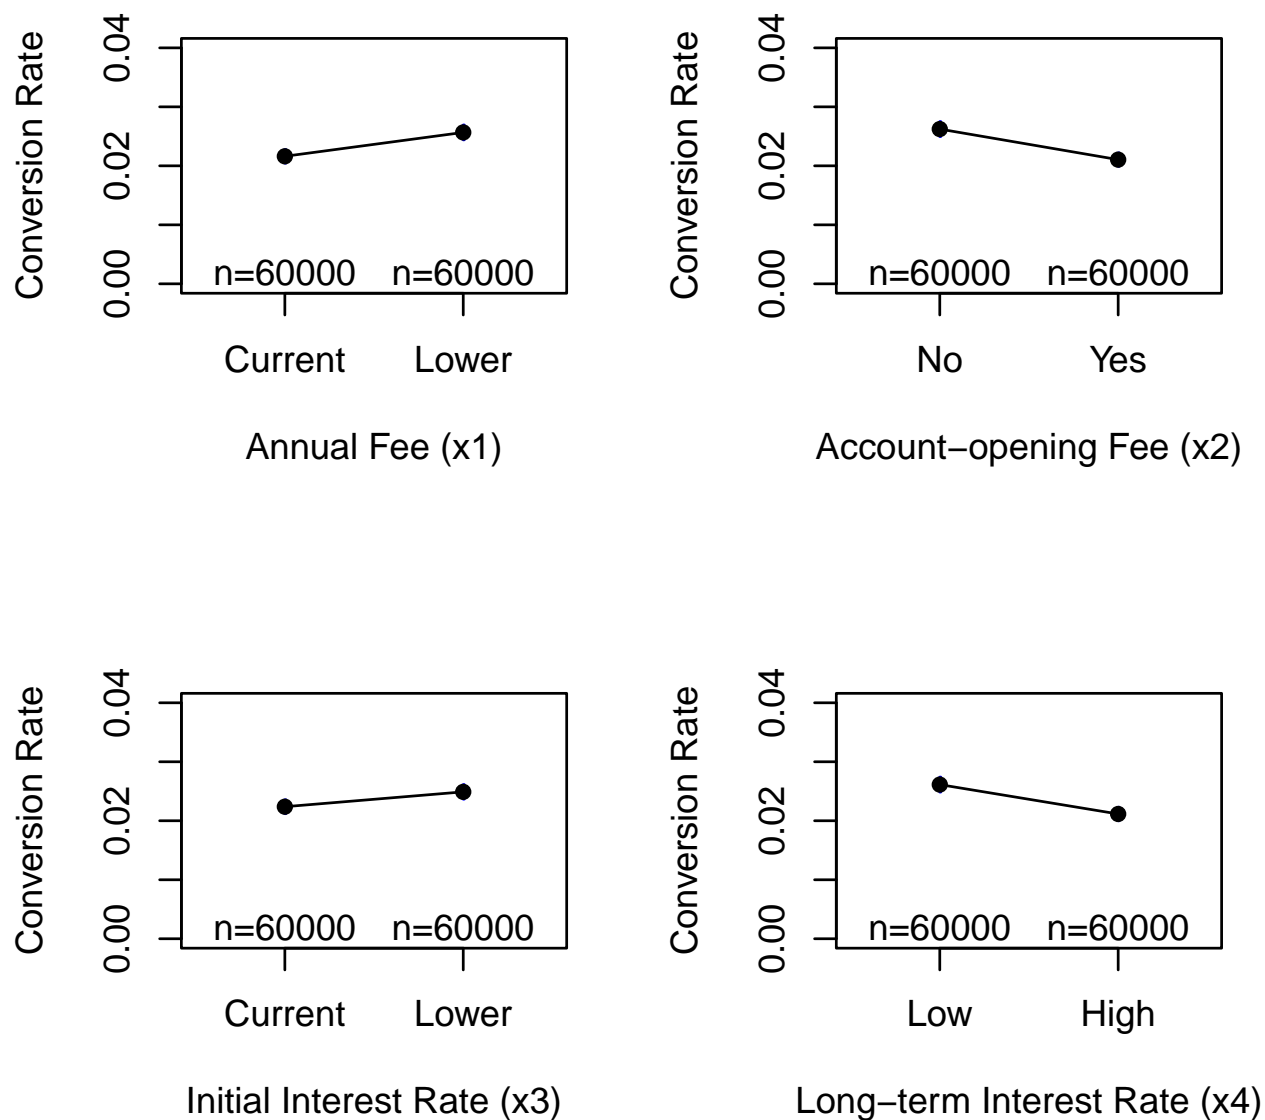 Conversion Rate
0.04
0.02
0.00
n=60000 n=60000
Current Lower
Annual Fee (x1)
Conversion Rate
0.04
0.02
0.00
n=60000 n=60000
No Yes
Account−opening Fee (x2)
Conversion Rate
0.04
0.02
0.00
n=60000 n=60000
Current Lower
Initial Interest Rate (x3)
Conversion Rate
0.04
0.02
0.00
n=60000 n=60000
Low High
Long−term Interest Rate (x4)